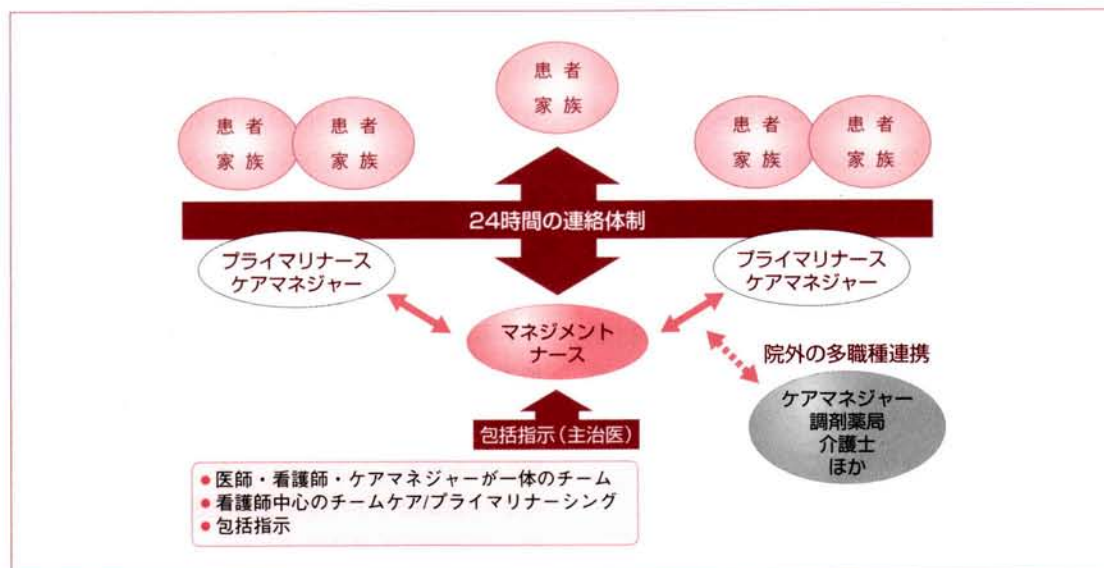 患者
家族
患者
家族
患者
家族
患者
家族
患者
家族
24時間の連絡体制
プライマリナース
ケアマネジャー
プライマリナース
ケアマネジャー
マネジメント
ナース
院外の多職種連携
ケアマネジャー
調剤薬局
介護士
ほか
包括指示（主治医）
● 医師・看護師・ケアマネジャーが一体のチーム
● 看護師中心のチームケア/プライマリナーシング
● 包括指示